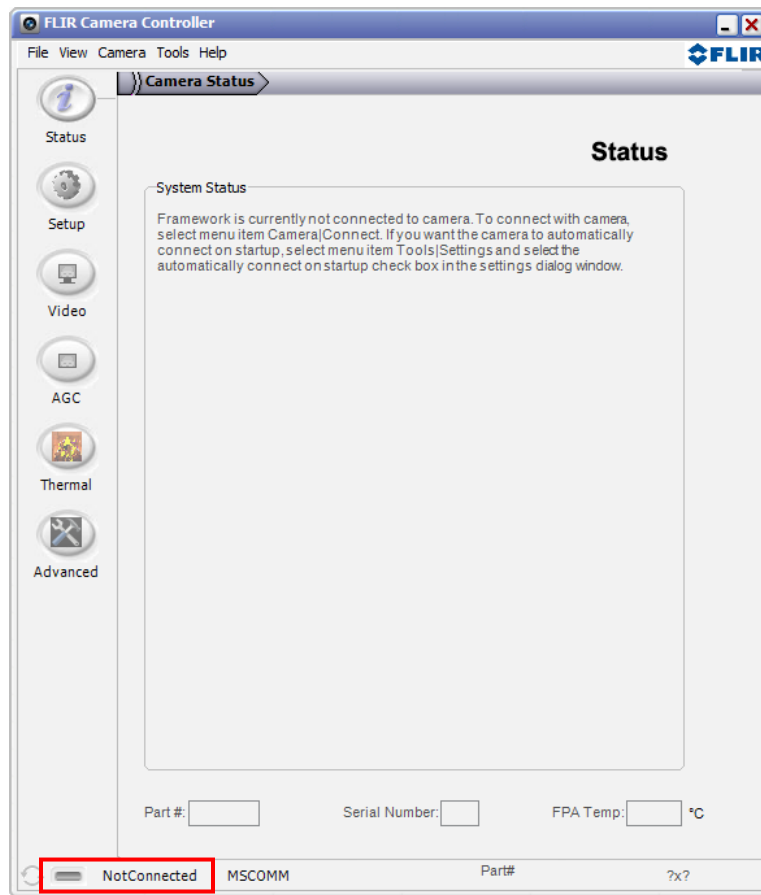 FLIR Camera Controller
File View Camera Tools Help
FLIR
Camera Status
Status
Status
System Status
Framework is currently not connected to camera. To connect with camera,
select menu item Camera|Connect. If you want the camera to automatically
connect on startup, select menu item Tools|Settings and select the
automatically connect on startup check box in the settings dialog window.
Setup
Video
AGC
Thermal
Advanced
Part #: Serial Number: FPA Temp: °C
NotConnected MSCOMM Part# ?x?